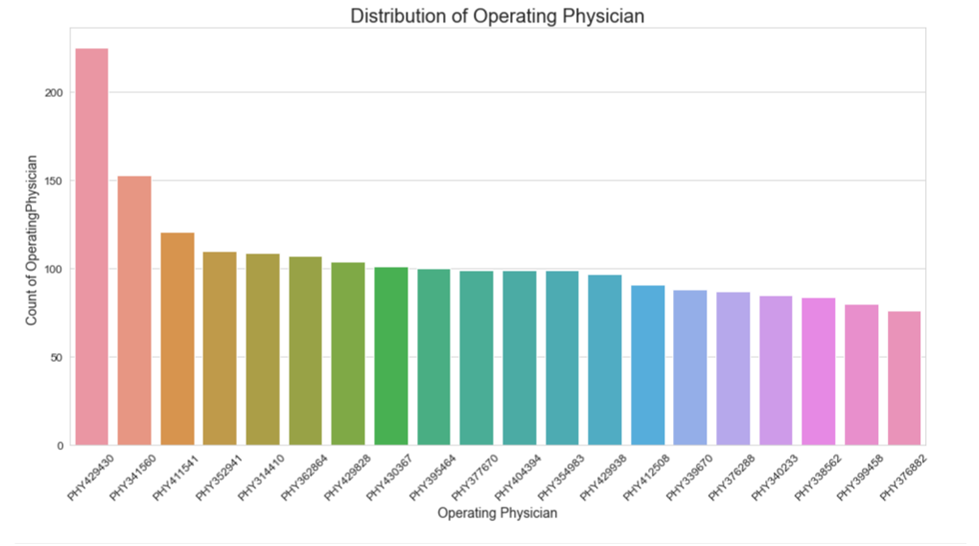 Distribution of Operating Physician
Count of OperatingPhysician
200
150
100
50
0
PHY429430
PHY341560
PHY411541
PHY352941
PHY314410
PHY362864
PHY429828
PHY430367
PHY395464
PHY377670
PHY404394
PHY354983
PHY429938
PHY412508
PHY339670
PHY376288
PHY340233
PHY338562
PHY399458
PHY376882
Operating Physician